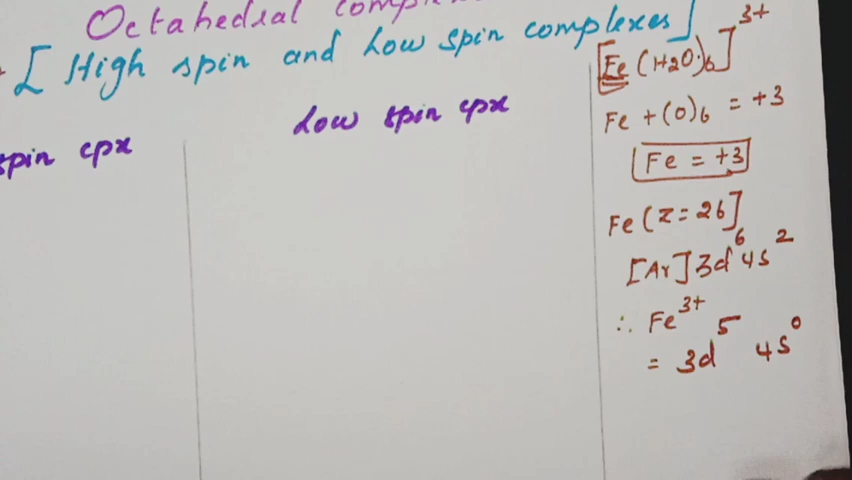 Octahedral
[High spin and Low spin complexes]
spin cpx
Low spin cpx
[Fe(H2O)6]3+
Fe + (0)6 = +3
Fe = +3
Fe(z=26]
[Ar]3d6 4s2
∴ Fe3+
= 3d5 4s0